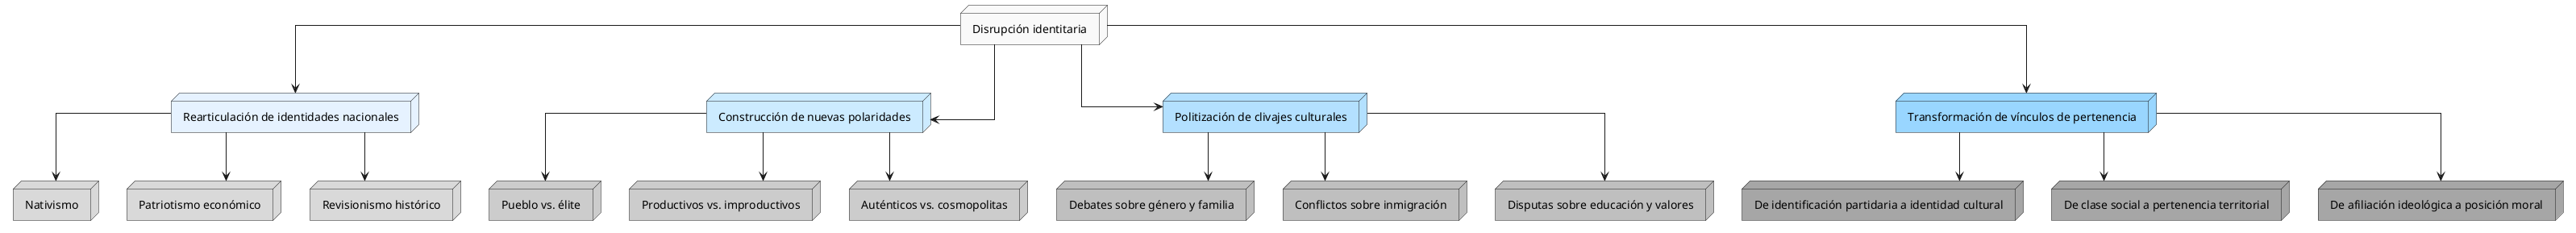 Disrupción identitaria
Rearticulación de identidades nacionales
Construcción de nuevas polaridades
Politización de clivajes culturales
Transformación de vínculos de pertenencia
Nativismo
Patriotismo económico
Revisionismo histórico
Pueblo vs. élite
Productivos vs. improductivos
Auténticos vs. cosmopolitas
Debates sobre género y familia
Conflictos sobre inmigración
Disputas sobre educación y valores
De identificación partidaria a identidad cultural
De clase social a pertenencia territorial
De afiliación ideológica a posición moral